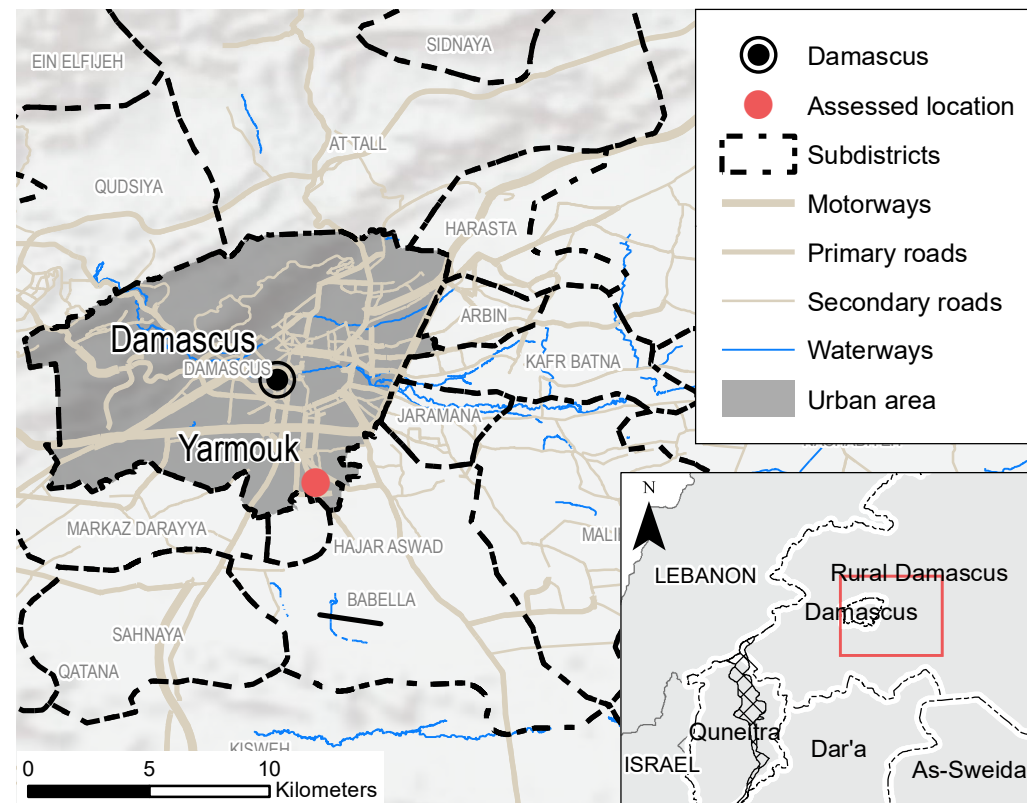 SIDNAYA
EIN ELFIJEH
AT TALL
QUDSIYA
HARASTA
ARBIN
Damascus
KAFR BATNA
DAMASCUS
JARAMANA
Yarmouk
MARKAZ DARAYYA
HAJAR ASWAD
BABELLA
SAHNAYA
QATANA
KISWEH
0 5 10
Kilometers
Damascus
Assessed location
Subdistricts
Motorways
Primary roads
Secondary roads
Waterways
Urban area
N
LEBANON
Rural Damascus
Damascus
Quneitra
Dar'a
ISRAEL
As-Sweida